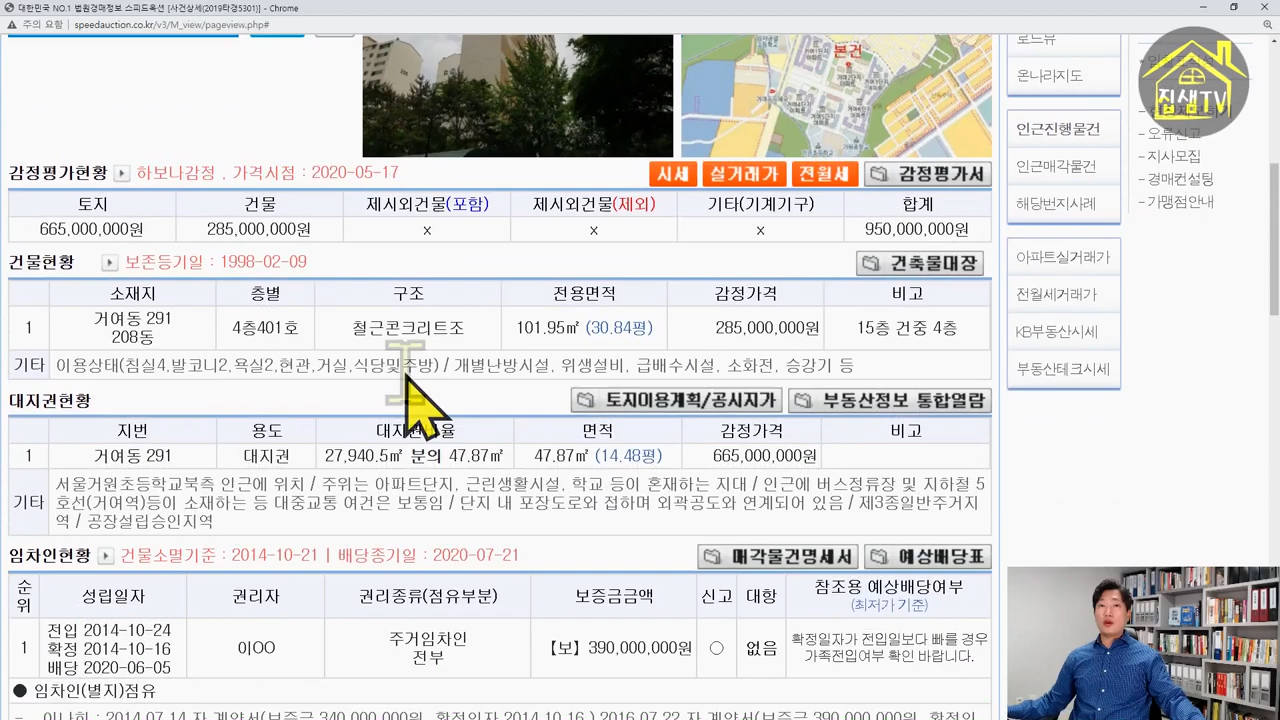 대한민국 NO.1 법원경매정보 스피드옥션 [사건상세(2019타경5301)] - Chrome
주의 요함 speedauction.co.kr/v3/M_view/pageview.php#
로드뷰
온나라지도
집샘TV
본건
- 오류신고
- 지사모집
- 경매컨설팅
- 가맹점안내
인근진행물건
인근매각물건
해당번지사례
아파트실거래가
전월세거래가
KB부동산시세
부동산테크시세
감정평가현황 하보나감정 , 가격시점 : 2020-05-17 시세 실거래가 전월세 감정평가서
토지 건물 제시외건물(포함) 제시외건물(제외) 기타(기계기구) 합계
665,000,000원 285,000,000원 x x x 950,000,000원
건물현황 보존등기일 : 1998-02-09 건축물대장
소재지 층별 구조 전용면적 감정가격 비고
1 거여동 291 208동 4층401호 철근콘크리트조 101.95㎡ (30.84평) 285,000,000원 15층 건중 4층
기타 이용상태(침실4,발코니2,욕실2,현관,거실,식당및주방) / 개별난방시설, 위생설비, 급배수시설, 소화전, 승강기 등
대지권현황 토지이용계획/공시지가 부동산정보 통합열람
지번 용도 대지권비율 면적 감정가격 비고
1 거여동 291 대지권 27,940.5㎡ 분의 47.87㎡ 47.87㎡ (14.48평) 665,000,000원
기타 서울거원초등학교북측 인근에 위치 / 주위는 아파트단지, 근린생활시설, 학교 등이 혼재하는 지대 / 인근에 버스정류장 및 지하철 5
호선(거여역)등이 소재하는 등 대중교통 여건은 보통임 / 단지 내 포장도로와 접하며 외곽공도와 연계되어 있음 / 제3종일반주거지
역 / 공장설립승인지역
임차인현황 건물소멸기준 : 2014-10-21 | 배당종기일 : 2020-07-21 매각물건명세서 예상배당표
순위 성립일자 권리자 권리종류(점유부분) 보증금금액 신고 대항 참조용 예상배당여부
(최저가 기준)
1 전입 2014-10-24
확정 2014-10-16
배당 2020-06-05
이OO 주거임차인
전부
【보】 390,000,000원 ○ 없음 확정일자가 전입일보다 빠를 경우
가족전입여부 확인 바랍니다.
● 임차인(별지)점유